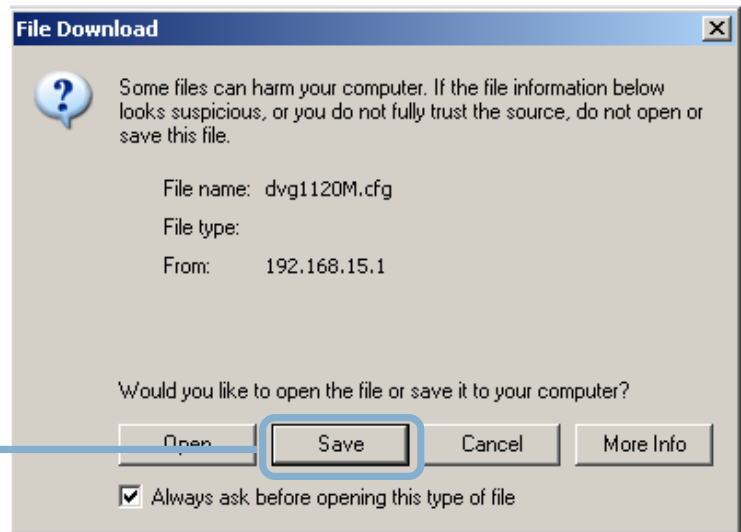 File Download
Some files can harm your computer. If the file information below
looks suspicious, or you do not fully trust the source, do not open or
save this file.
File name: dvg1120M.cfg
File type:
From: 192.168.15.1
Would you like to open the file or save it to your computer?
Open Save Cancel More Info
Always ask before opening this type of file